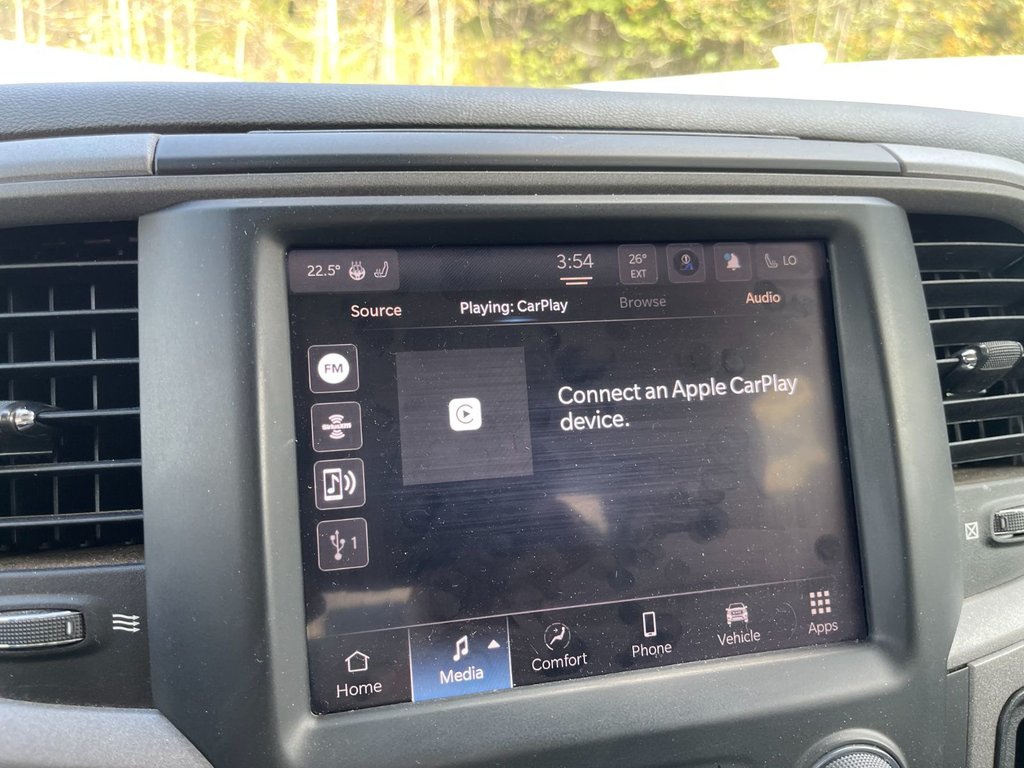 22.5°
3:54
26°
EXT
LO
Source
Playing: CarPlay
Browse
Audio
FM
SiriusXM
1
Connect an Apple CarPlay
device.
Home
Media
Comfort
Phone
Vehicle
Apps